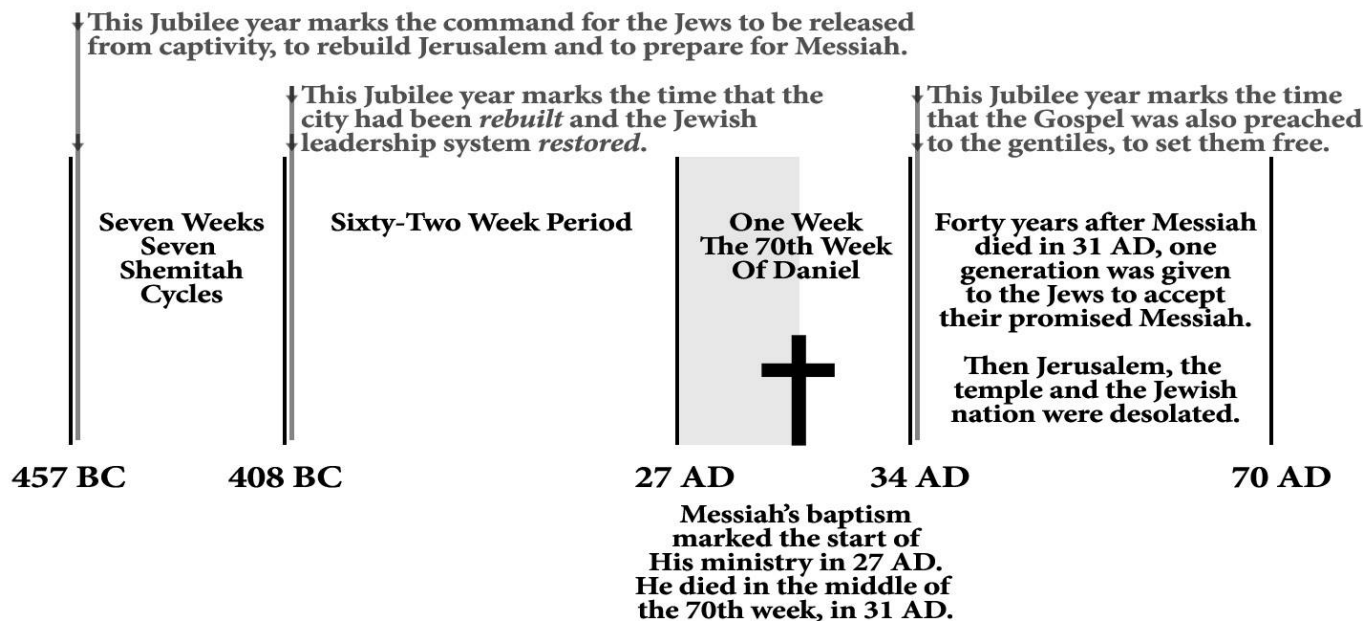 This Jubilee year marks the command for the Jews to be released
from captivity, to rebuild Jerusalem and to prepare for Messiah.
This Jubilee year marks the time that the
city had been rebuilt and the Jewish
leadership system restored.
This Jubilee year marks the time
that the Gospel was also preached
to the gentiles, to set them free.
Seven Weeks
Seven
Shemitah
Cycles
Sixty-Two Week Period
One Week
The 70th Week
Of Daniel
Forty years after Messiah
died in 31 AD, one
generation was given
to the Jews to accept
their promised Messiah.
Then Jerusalem, the
temple and the Jewish
nation were desolated.
457 BC
408 BC
27 AD
34 AD
70 AD
Messiah's baptism
marked the start of
His ministry in 27 AD.
He died in the middle of
the 70th week, in 31 AD.